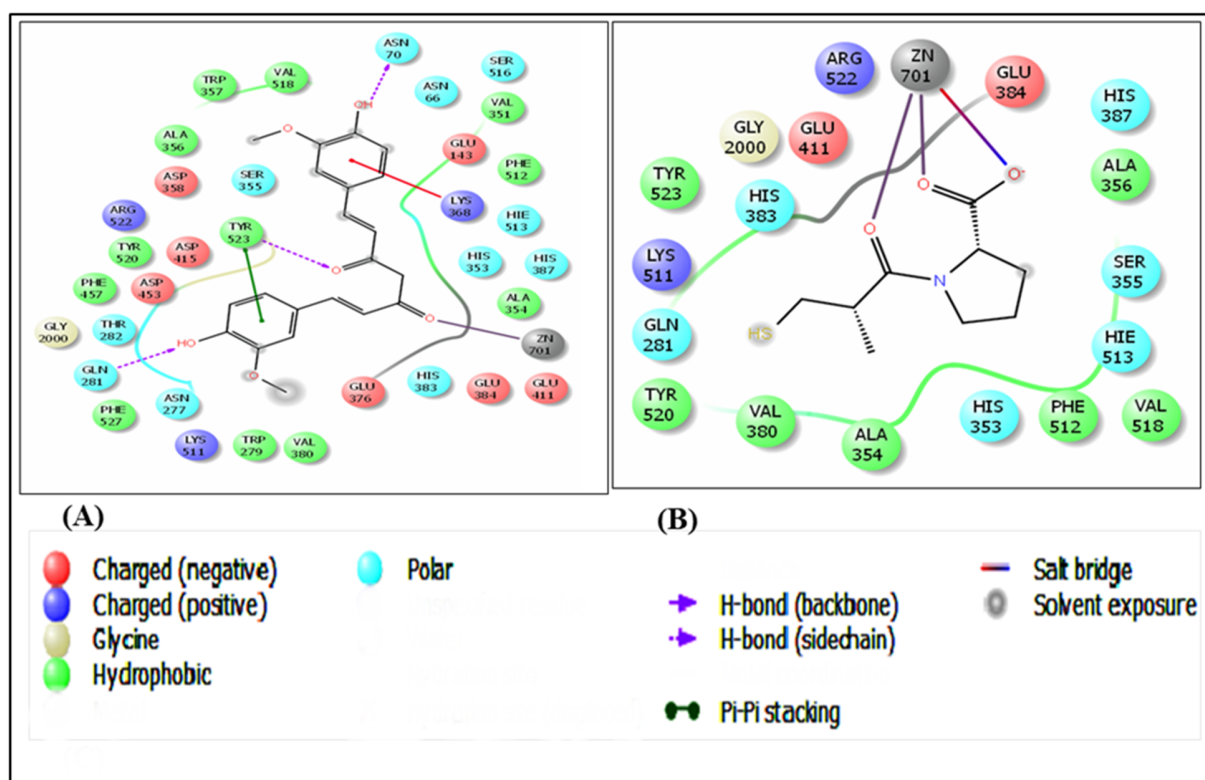 ASN
70
SER
516
TRP
357
VAL
518
ASN
66
VAL
351
OH
O
ALA
356
GLU
143
PHE
512
ASP
358
SER
355
LYS
368
ARG
522
HIE
513
TYR
523
TYR
520
ASP
415
HIS
353
HIS
387
O
PHE
457
ASP
453
ALA
354
O
GLY
2000
THR
282
ZN
701
HO
GLN
281
O
ASN
277
GLU
376
HIS
383
GLU
384
GLU
411
PHE
527
LYS
511
TRP
279
VAL
380
ARG
522
ZN
701
GLU
384
HIS
387
GLY
2000
GLU
411
TYR
523
HIS
383
O
O-
ALA
356
O
LYS
511
SER
355
N
GLN
281
HS
HIE
513
TYR
520
VAL
380
ALA
354
HIS
353
PHE
512
VAL
518
(A)
(B)
Charged (negative)
Charged (positive)
Glycine
Hydrophobic
Polar
H-bond (backbone)
H-bond (sidechain)
Pi-Pi stacking
Salt bridge
Solvent exposure